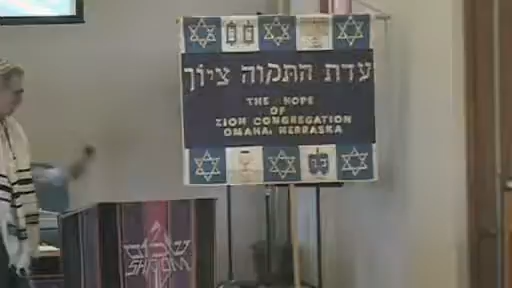 עדת התקוה ציון
THE HOPE
OF
ZION CONGREGATION
OMAHA, NEBRASKA
שלום
SHALOM